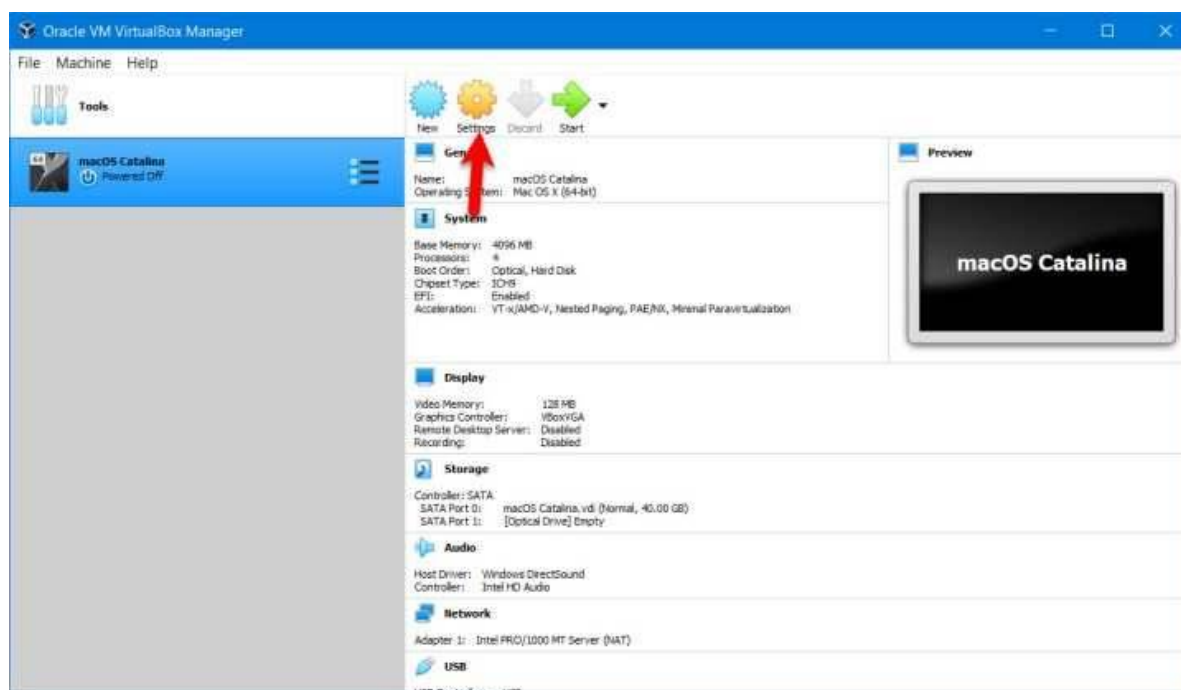 Oracle VM VirtualBox Manager
File Machine Help
Tools
New Settings Discard Start
macOS Catalina
Powered Off
General
Name: macOS Catalina
Operating System: Mac OS X (64-bit)
Preview
macOS Catalina
System
Base Memory: 4096 MB
Processors: 4
Boot Order: Optical, Hard Disk
Chipset Type: ICH9
EFI: Enabled
Acceleration: VT-x/AMD-V, Nested Paging, PAE/NX, Minimal Paravirtualization
Display
Video Memory: 128 MB
Graphics Controller: VBoxVGA
Remote Desktop Server: Disabled
Recording: Disabled
Storage
Controller: SATA
SATA Port 0: macOS Catalina.vdi (Normal, 40.00 GB)
SATA Port 1: [Optical Drive] Empty
Audio
Host Driver: Windows DirectSound
Controller: Intel HD Audio
Network
Adapter 1: Intel PRO/1000 MT Server (NAT)
USB